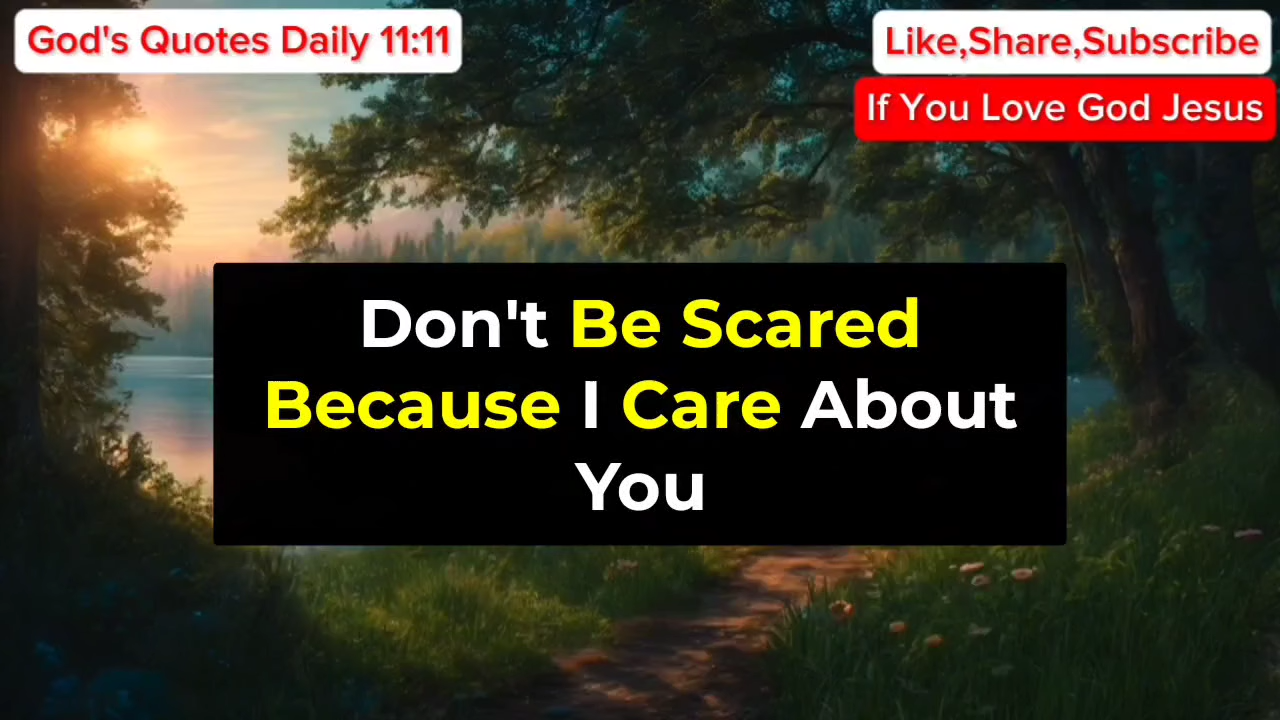 God's Quotes Daily 11:11
Like,Share,Subscribe
If You Love God Jesus
Don't Be Scared
Because I Care About
You